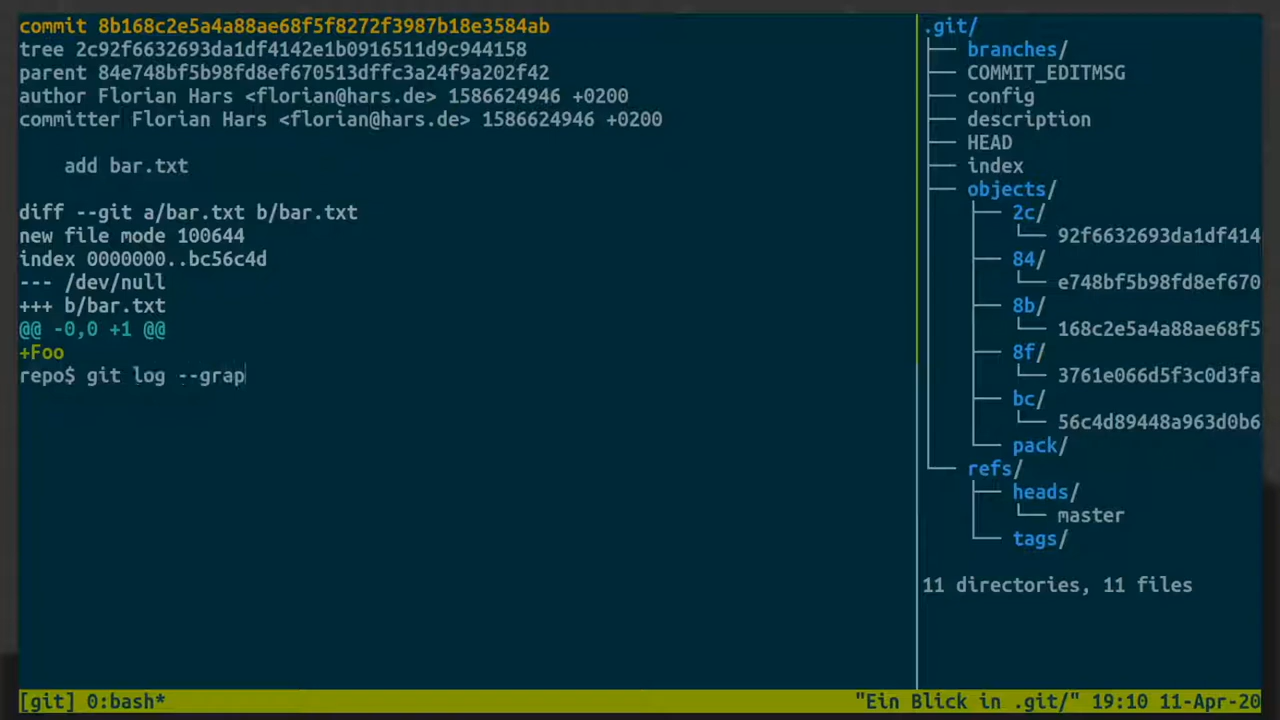 commit 8b168c2e5a4a88ae68f5f8272f3987b18e3584ab
tree 2c92f6632693da1df4142e1b0916511d9c944158
parent 84e748bf5b98fd8ef670513dffc3a24f9a202f42
author Florian Hars <florian@hars.de> 1586624946 +0200
committer Florian Hars <florian@hars.de> 1586624946 +0200
add bar.txt
diff --git a/bar.txt b/bar.txt
new file mode 100644
index 0000000..bc56c4d
--- /dev/null
+++ b/bar.txt
@@ -0,0 +1 @@
+Foo
repo$ git log --grap
.git/
branches/
COMMIT_EDITMSG
config
description
HEAD
index
objects/
2c/
92f6632693da1df414
84/
e748bf5b98fd8ef670
8b/
168c2e5a4a88ae68f5
8f/
3761e066d5f3c0d3fa
bc/
56c4d89448a963d0b6
pack/
refs/
heads/
master
tags/
11 directories, 11 files
[git] 0:bash*
"Ein Blick in .git/" 19:10 11-Apr-20